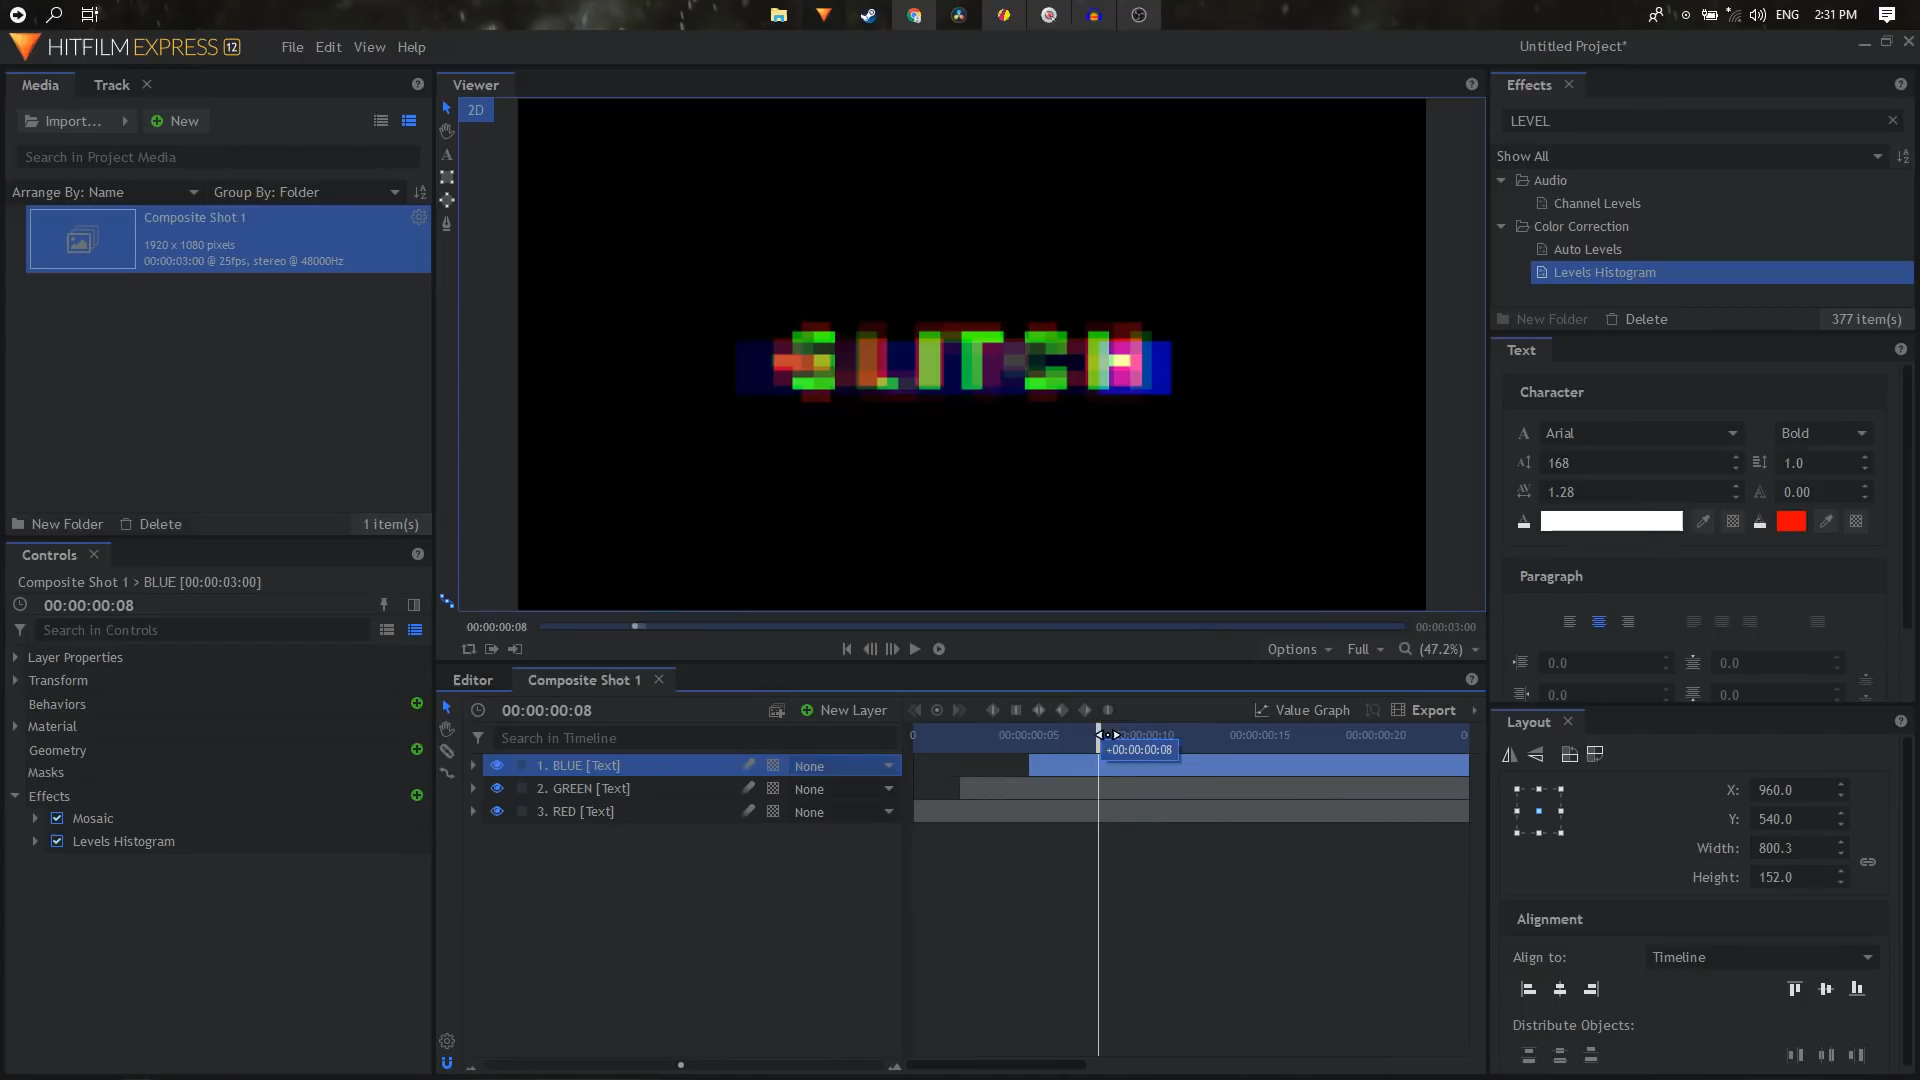 ENG
2:31 PM
HITFILM EXPRESS 12
File
Edit
View
Help
Untitled Project*
Media
Track
Import...
New
Search in Project Media
Arrange By: Name
Group By: Folder
Composite Shot 1
1920 x 1080 pixels
00:00:03:00 @ 25fps, stereo @ 48000Hz
New Folder
Delete
1 item(s)
Controls
Composite Shot 1 > BLUE [00:00:03:00]
00:00:00:08
Search in Controls
Layer Properties
Transform
Behaviors
Material
Geometry
Masks
Effects
Mosaic
Levels Histogram
Viewer
2D
00:00:00:08
00:00:03:00
Options
Full
(47.2%)
Editor
Composite Shot 1
00:00:00:08
New Layer
Value Graph
Export
Search in Timeline
0
00:00:00:05
00:00:00:10
00:00:00:15
00:00:00:20
+00:00:00:08
1. BLUE [Text]
None
2. GREEN [Text]
None
3. RED [Text]
None
Effects
LEVEL
Show All
Audio
Channel Levels
Color Correction
Auto Levels
Levels Histogram
New Folder
Delete
377 item(s)
Text
Character
Arial
Bold
168
1.0
1.28
0.00
Paragraph
0.0
0.0
0.0
0.0
Layout
X: 960.0
Y: 540.0
Width: 800.3
Height: 152.0
Alignment
Align to:
Timeline
Distribute Objects: